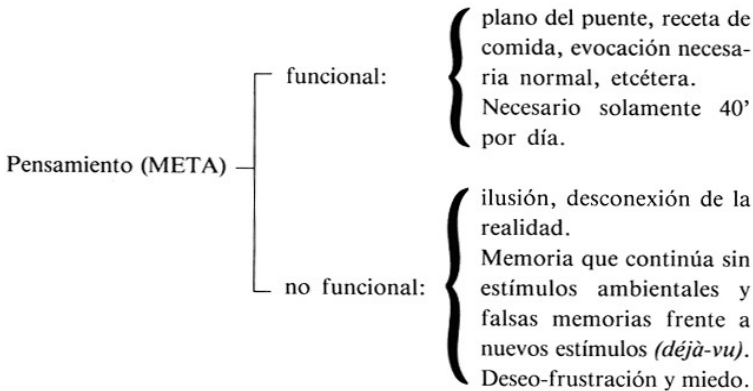 Pensamiento (META)
funcional:
plano del puente, receta de
comida, evocación necesa-
ria normal, etcétera.
Necesario solamente 40’
por día.
no funcional:
ilusión, desconexión de la
realidad.
Memoria que continúa sin
estímulos ambientales y
falsas memorias frente a
nuevos estímulos (déjà-vu).
Deseo-frustración y miedo.